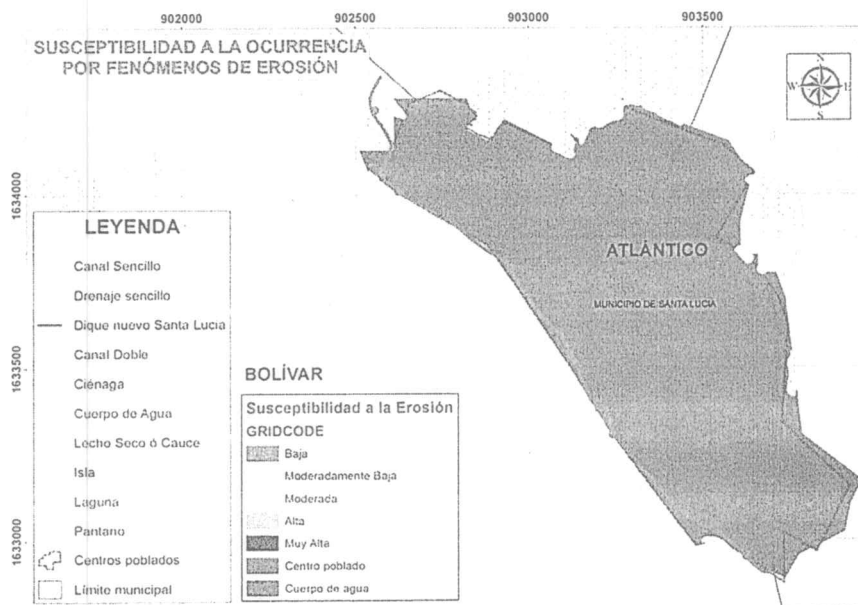 902000
902500
903000
903500
SUSCEPTIBILIDAD A LA OCURRENCIA
POR FENÓMENOS DE EROSIÓN
N
W E
S
1634000
1633500
1633000
LEYENDA
Canal Sencillo
Drenaje sencillo
Dique nuevo Santa Lucia
Canal Doble
Ciénaga
Cuerpo de Agua
Lecho Seco ó Cauce
Isla
Laguna
Pantano
Centros poblados
Límite municipal
BOLÍVAR
Susceptibilidad a la Erosión
GRIDCODE
Baja
Moderadamente Baja
Moderada
Alta
Muy Alta
Centro poblado
Cuerpo de agua
ATLÁNTICO
MUNICIPIO DE SANTA LUCIA